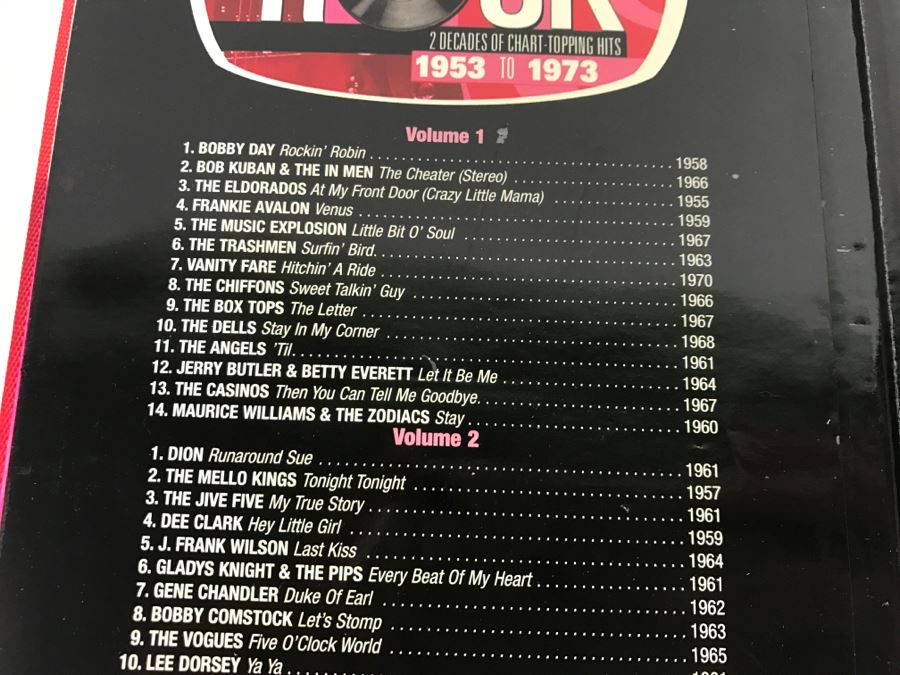 2 DECADES OF CHART-TOPPING HITS
1953 TO 1973
Volume 1
1. BOBBY DAY Rockin' Robin 1958
2. BOB KUBAN & THE IN MEN The Cheater (Stereo) 1966
3. THE ELDORADOS At My Front Door (Crazy Little Mama) 1955
4. FRANKIE AVALON Venus 1959
5. THE MUSIC EXPLOSION Little Bit O' Soul 1967
6. THE TRASHMEN Surfin' Bird. 1963
7. VANITY FARE Hitchin' A Ride 1970
8. THE CHIFFONS Sweet Talkin' Guy 1966
9. THE BOX TOPS The Letter 1967
10. THE DELLS Stay In My Corner 1968
11. THE ANGELS 'Til. 1961
12. JERRY BUTLER & BETTY EVERETT Let It Be Me 1964
13. THE CASINOS Then You Can Tell Me Goodbye. 1967
14. MAURICE WILLIAMS & THE ZODIACS Stay 1960
Volume 2
1. DION Runaround Sue 1961
2. THE MELLO KINGS Tonight Tonight 1957
3. THE JIVE FIVE My True Story 1961
4. DEE CLARK Hey Little Girl 1959
5. J. FRANK WILSON Last Kiss 1964
6. GLADYS KNIGHT & THE PIPS Every Beat Of My Heart 1961
7. GENE CHANDLER Duke Of Earl 1962
8. BOBBY COMSTOCK Let's Stomp 1963
9. THE VOGUES Five O'Clock World 1965
10. LEE DORSEY Ya Ya